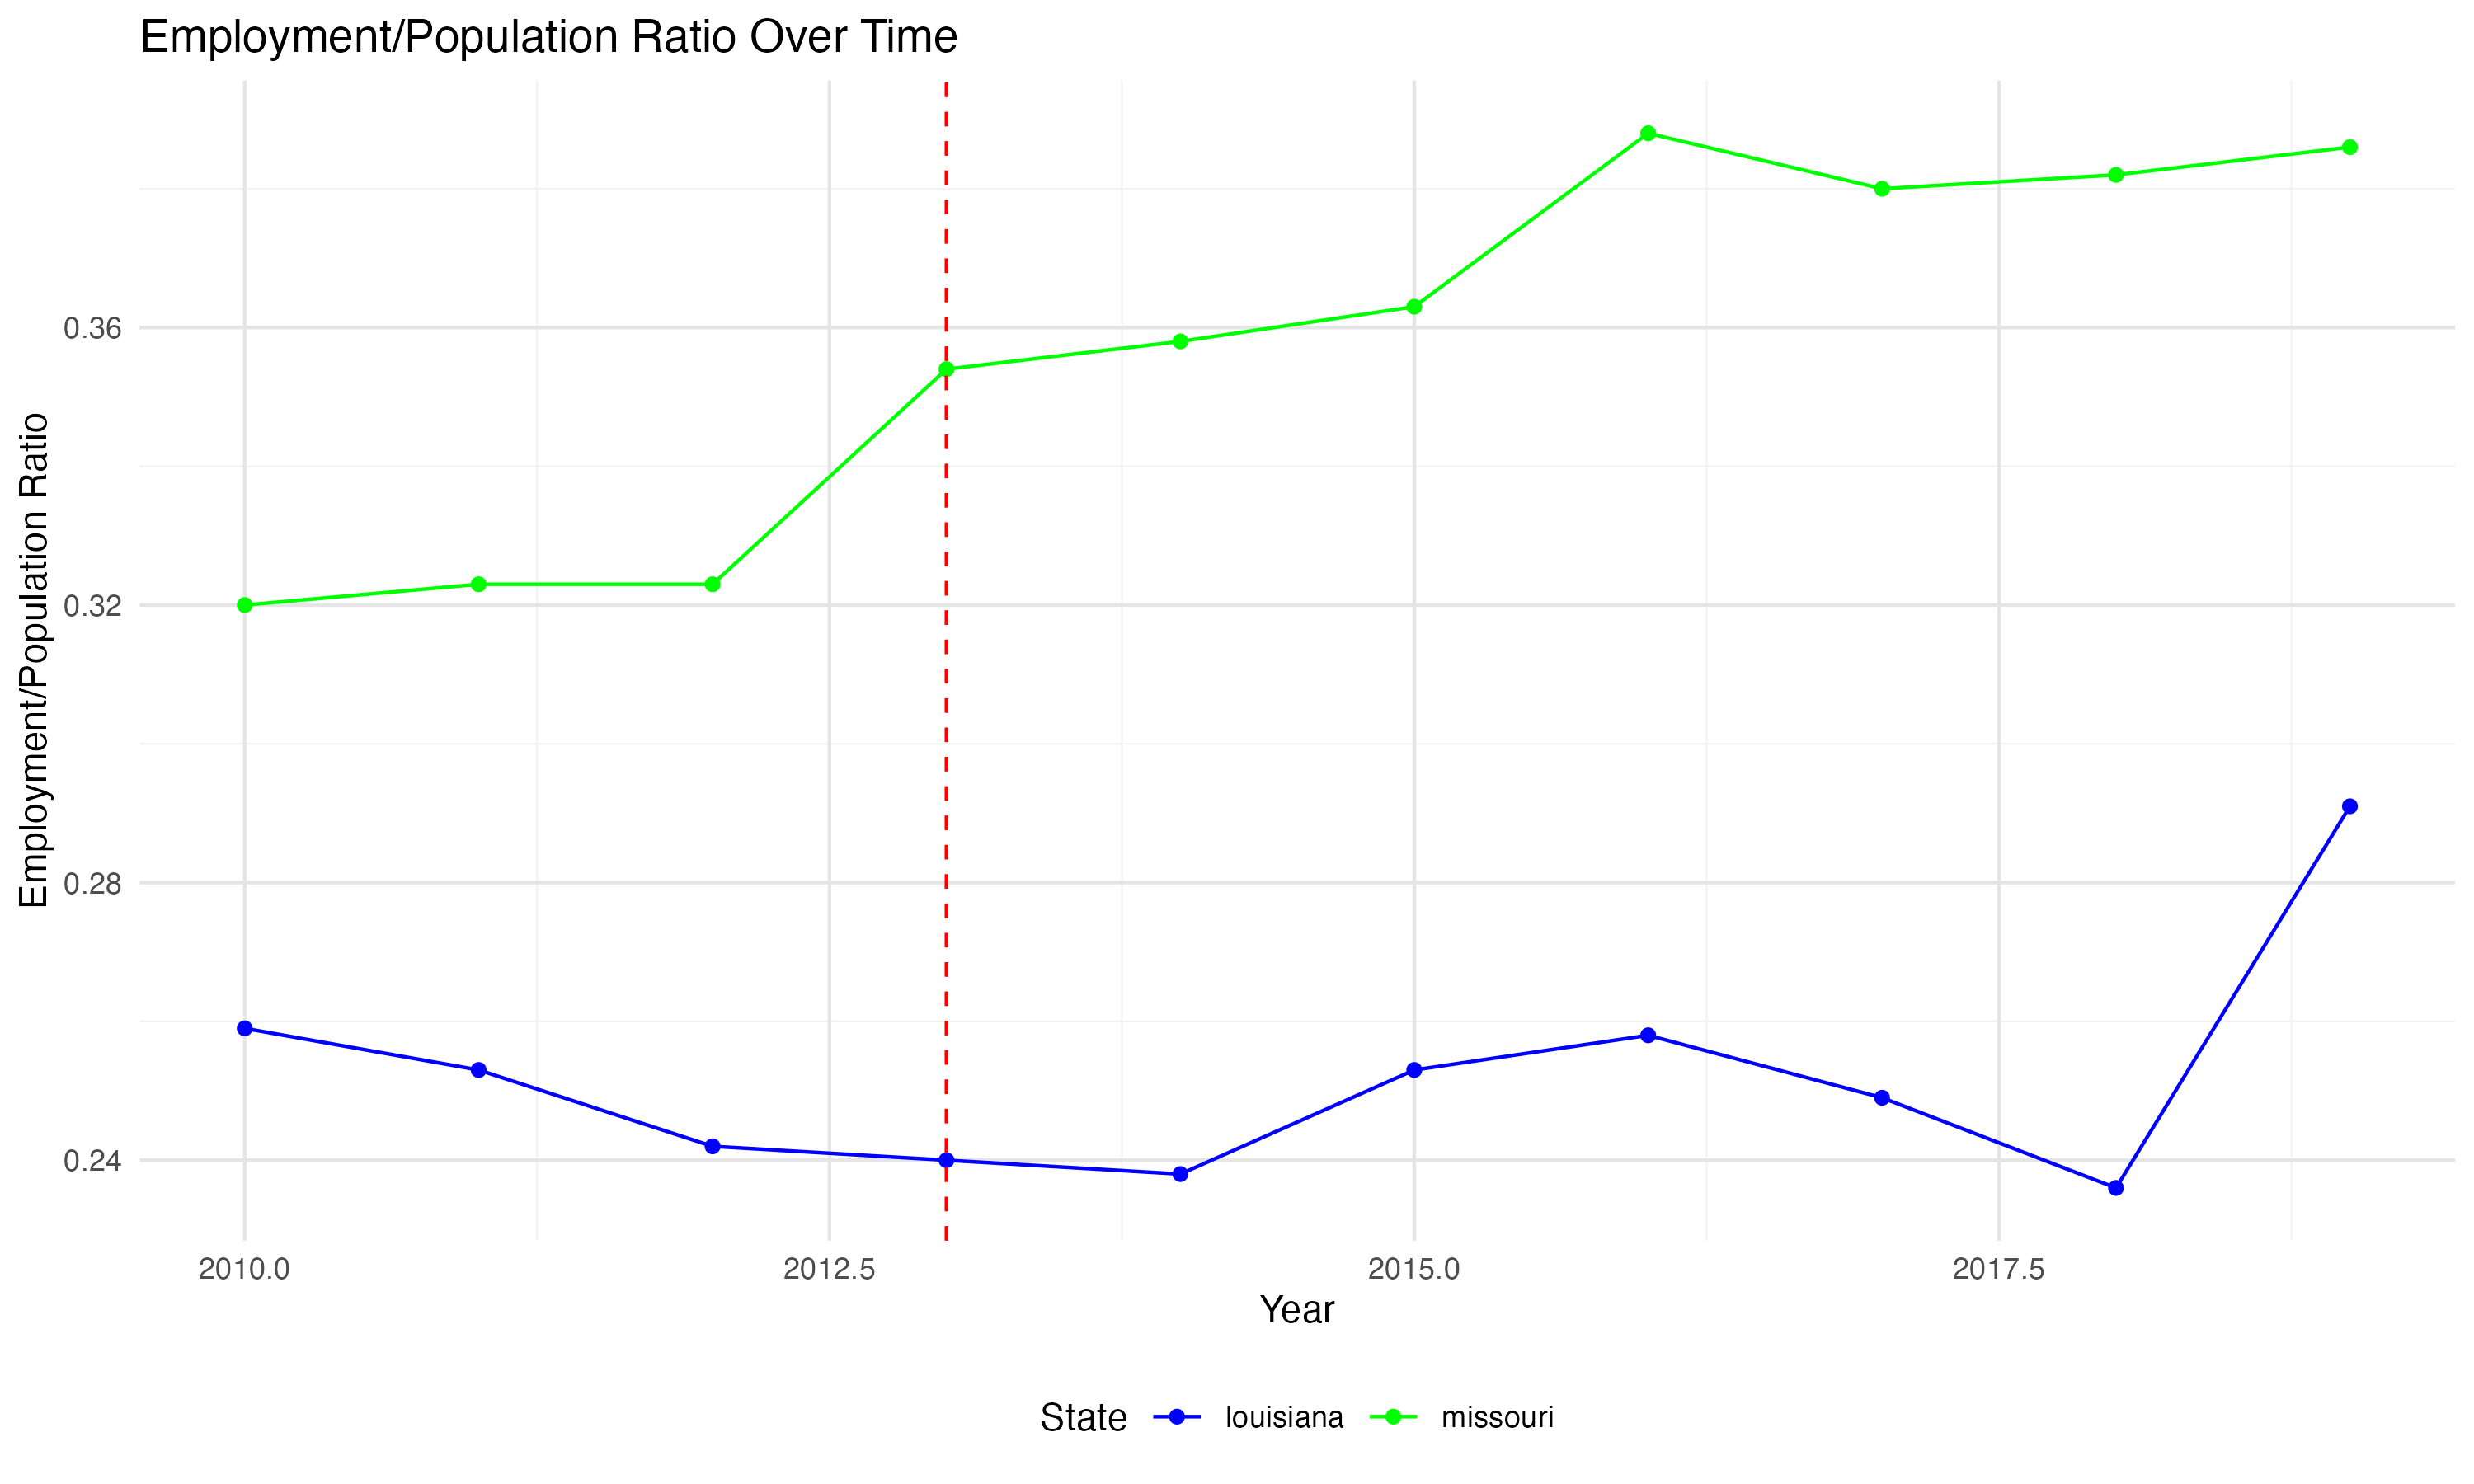 Employment/Population Ratio Over Time
Employment/Population Ratio
0.36
0.32
0.28
0.24
2010.0 2012.5 2015.0 2017.5
Year
State louisiana missouri